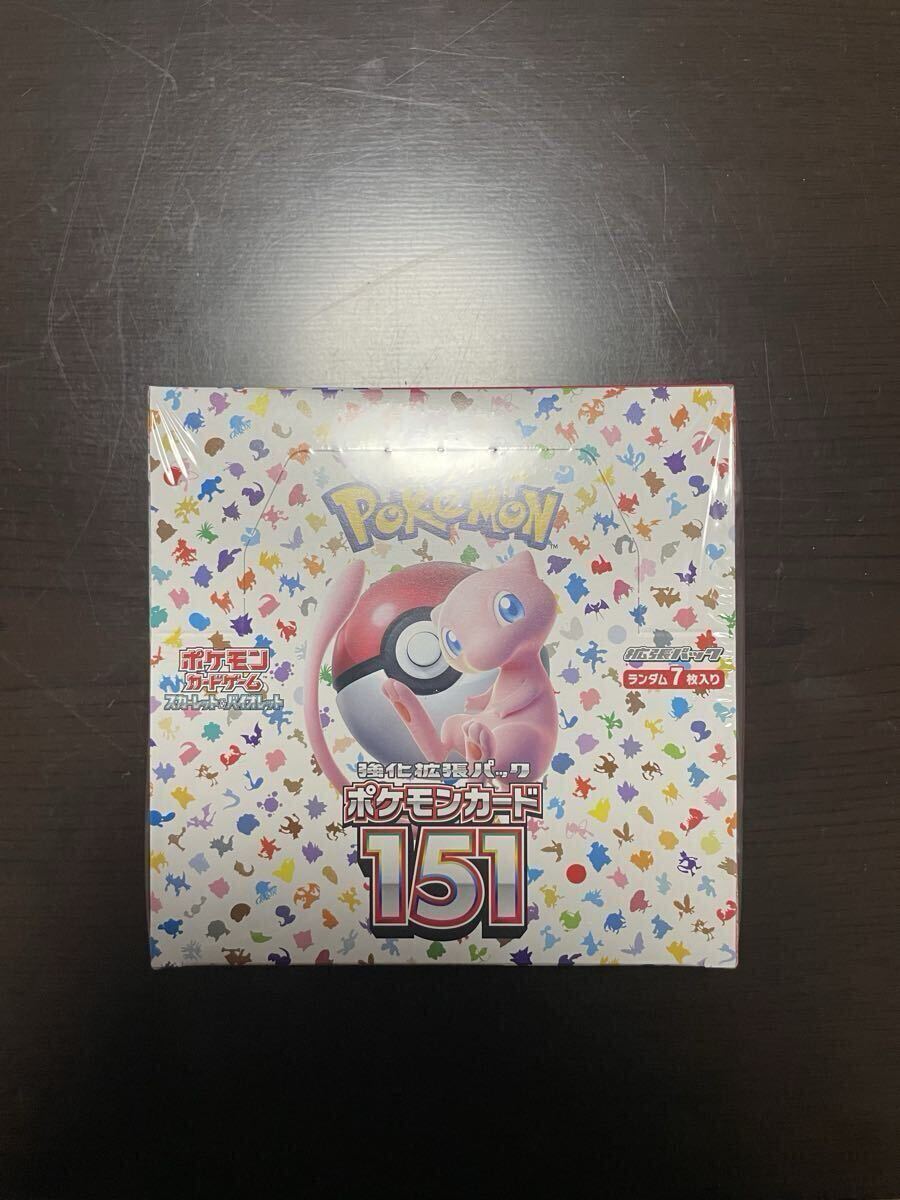 POKÉMON
TM
ポケモン
カードゲーム
スカーレット&バイオレット
拡張パック
ランダム7枚入り
強化拡張パック
ポケモンカード
151